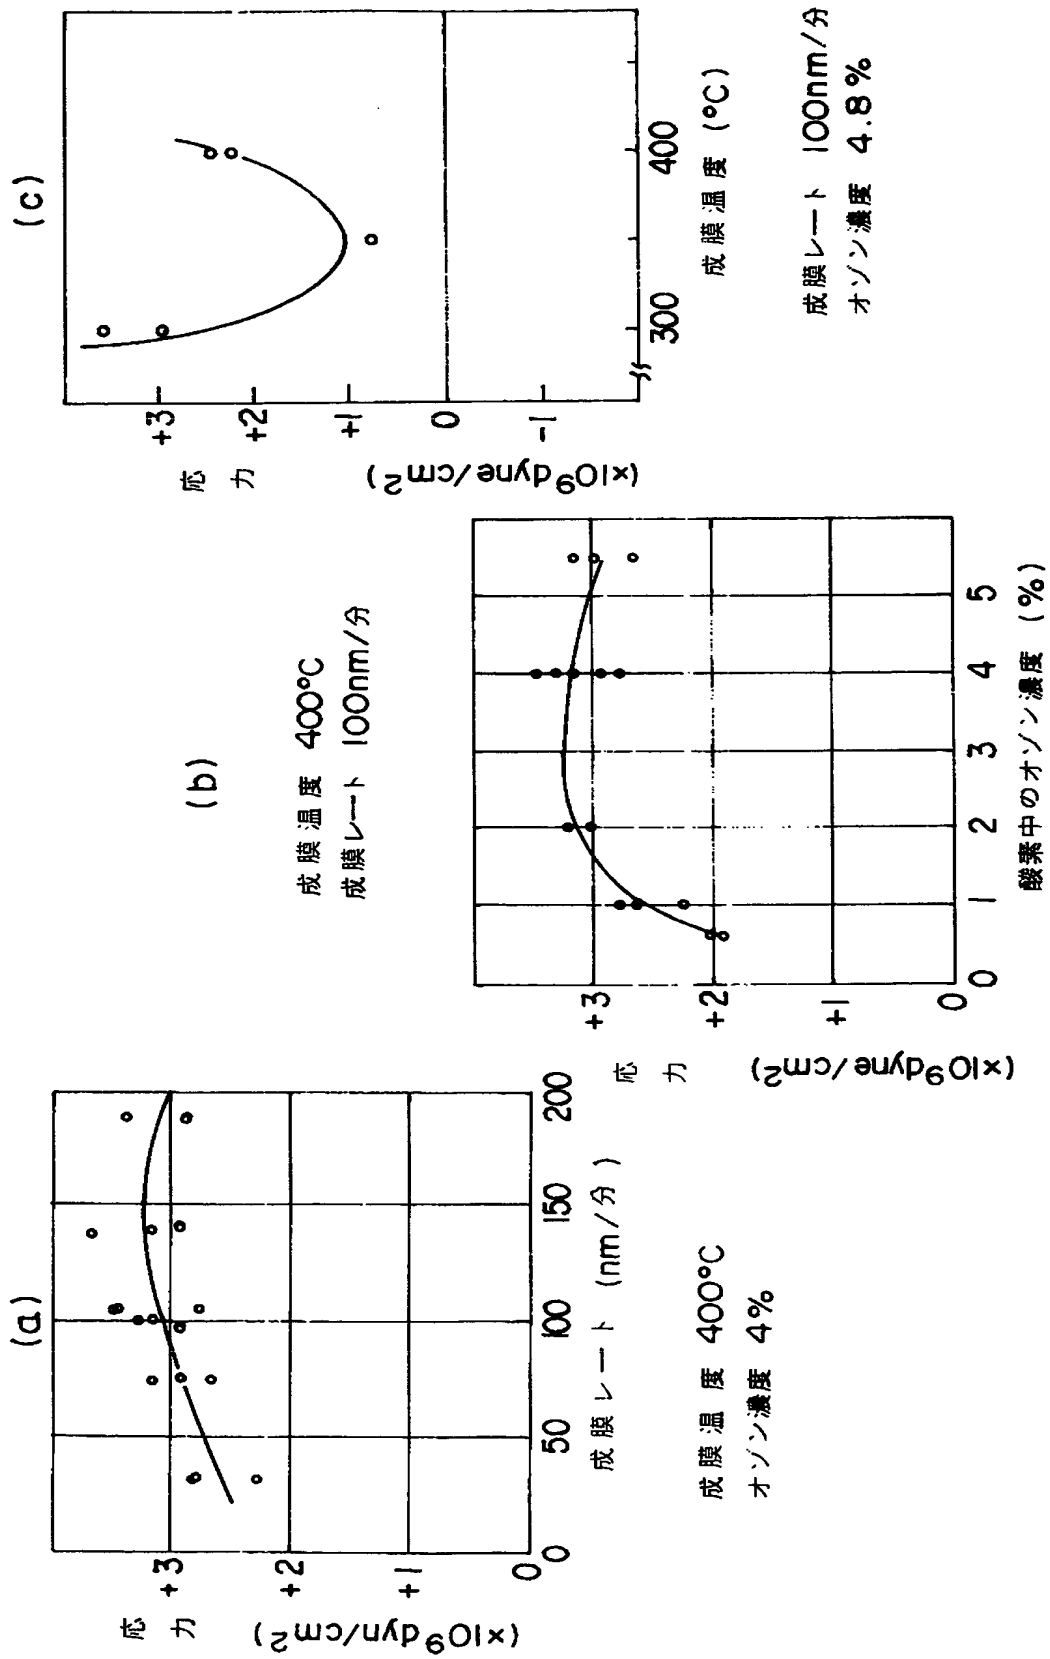 (a)
応力
(×10⁹dyn/cm²)
+3
+2
+1
0
0 50 100 150 200
成膜レート (nm/分)
成膜温度 400°C
オゾン濃度 4%
(b)
成膜温度 400°C
成膜レート 100nm/分
応力
(×10⁹dyne/cm²)
+3
+2
+1
0
0 1 2 3 4 5
酸素中のオゾン濃度 (%)
(c)
応力
(×10⁹dyne/cm²)
+3
+2
+1
0
-1
300 400
成膜温度 (°C)
成膜レート 100nm/分
オゾン濃度 4.8%